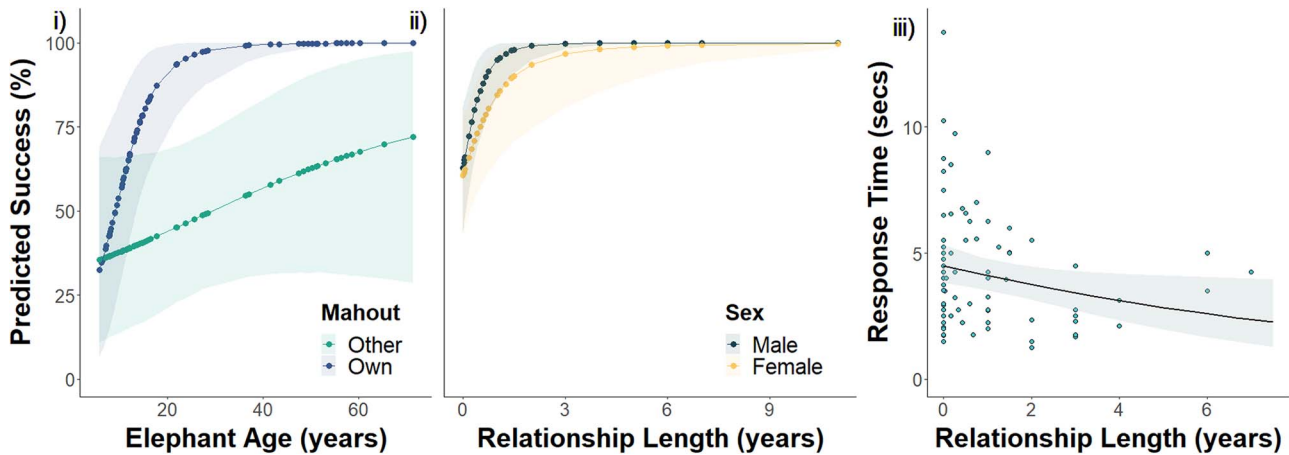 i)
Predicted Success (%)
100
75
50
25
0
20
40
60
Elephant Age (years)
Mahout
Other
Own
ii)
0
3
6
9
Relationship Length (years)
Sex
Male
Female
iii)
Response Time (secs)
10
5
0
0
2
4
6
Relationship Length (years)